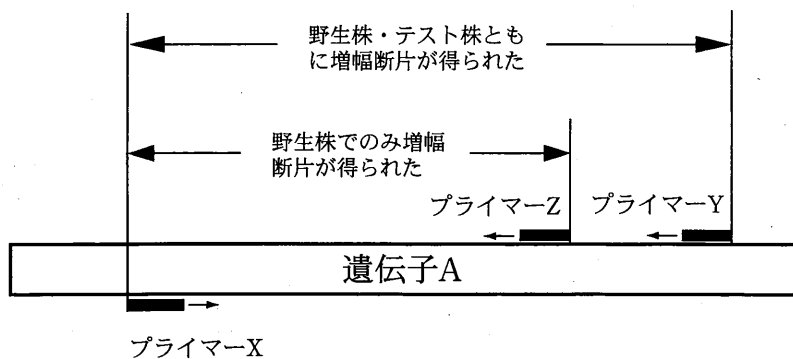 野生株・テスト株とも
に増幅断片が得られた
野生株でのみ増幅
断片が得られた
プライマーZ
プライマーY
遺伝子A
プライマーX